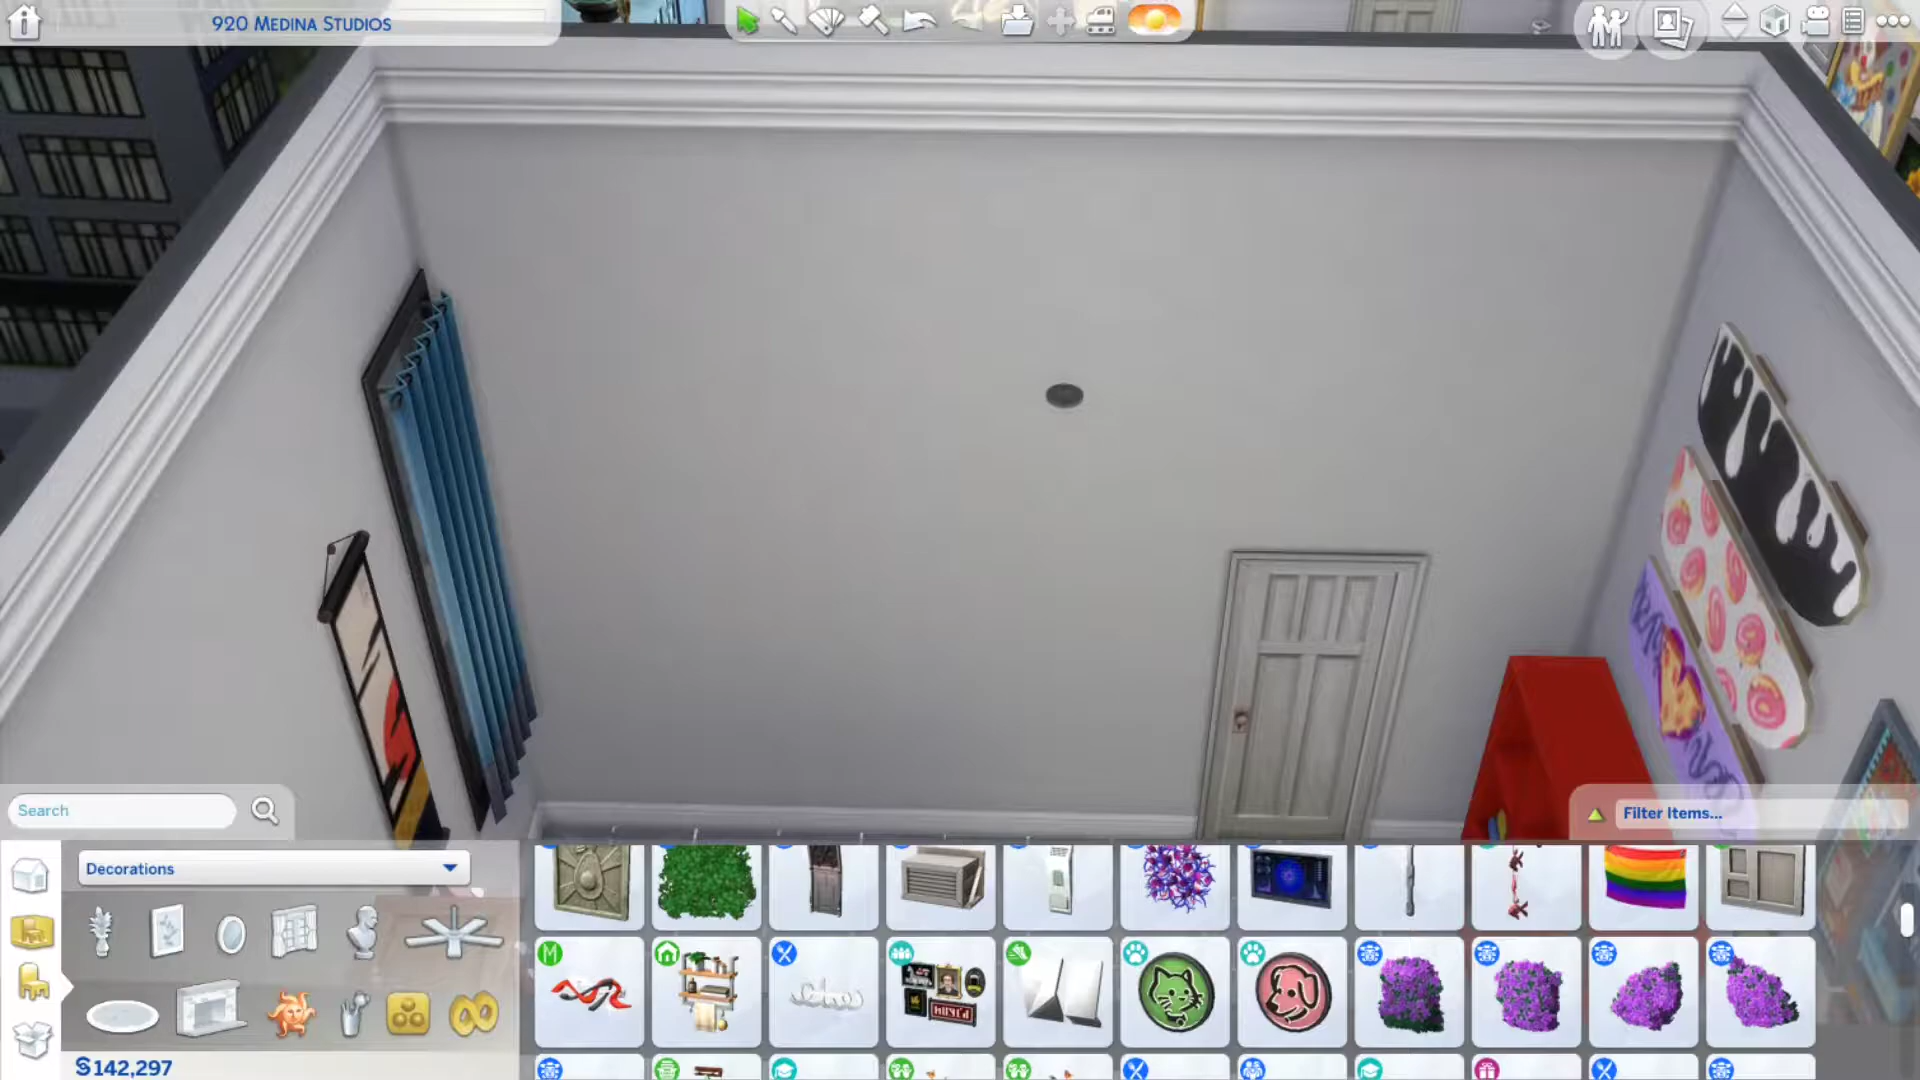 920 Medina Studios
Search
Filter Items...
Decorations
§142,297